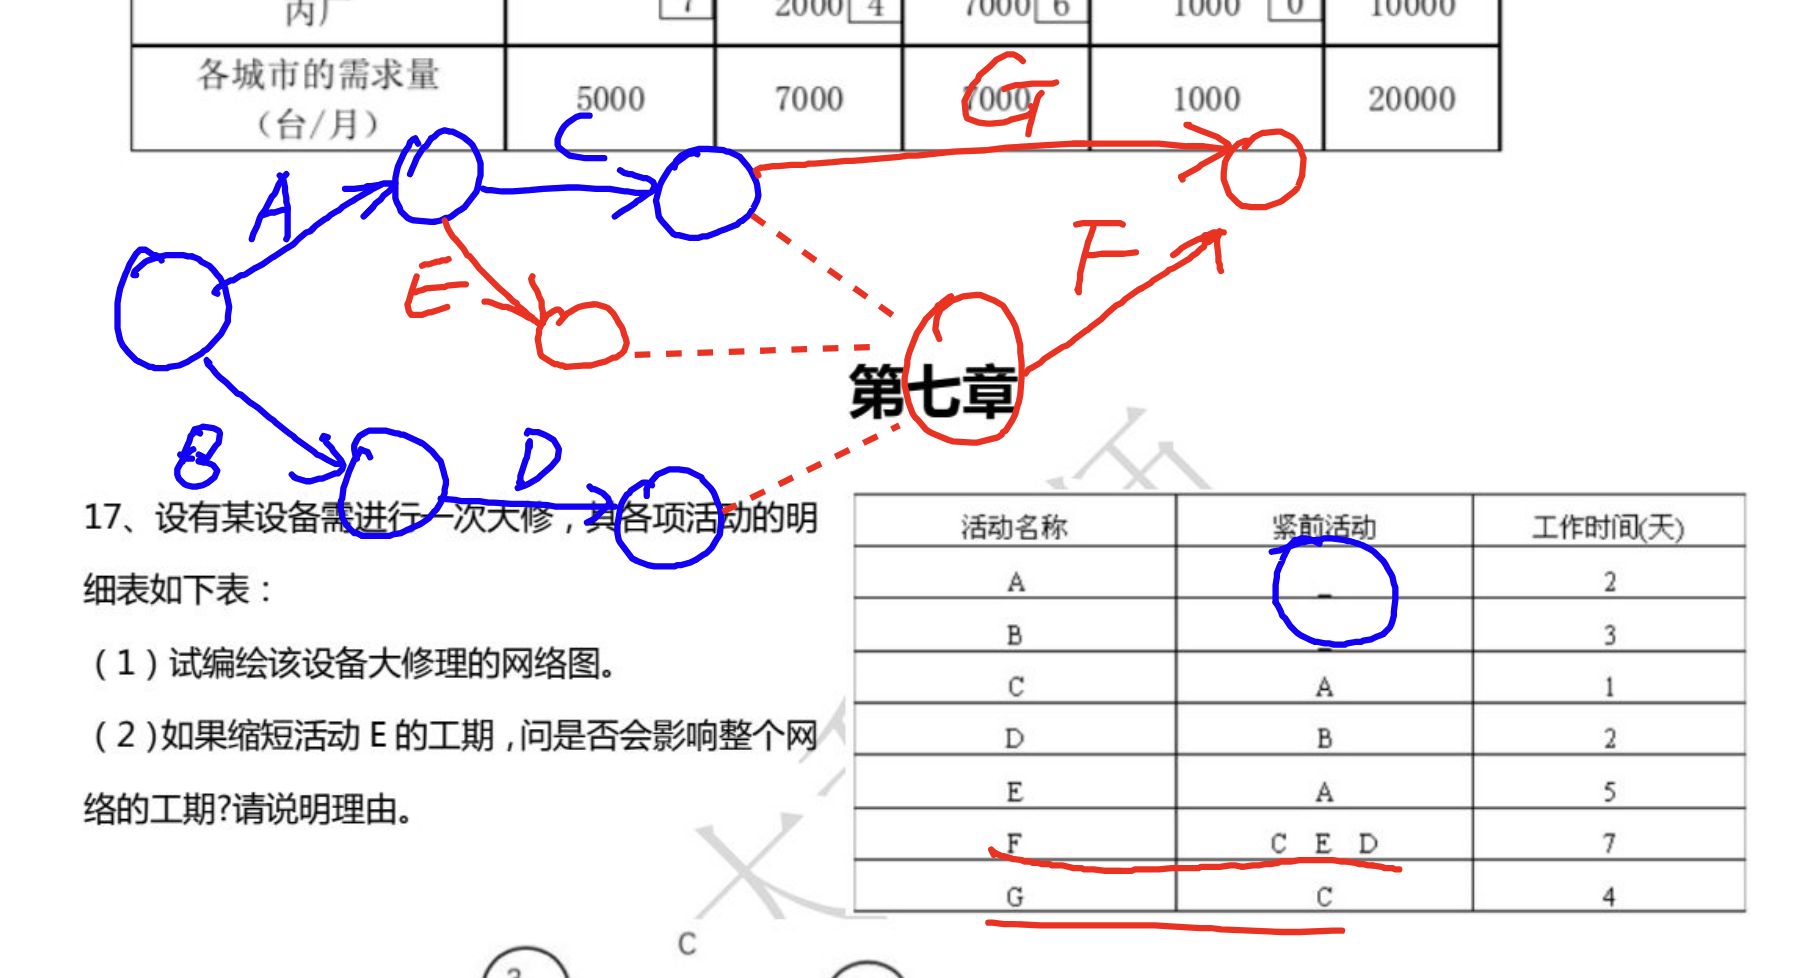 丙厂 7 2000 4 7000 6 1000 0 10000
各城市的需求量
（台/月） 5000 7000 7000 1000 20000
G
C
A
F
E
第七章
B
D
17、设有某设备需进行一次大修，其各项活动的明
细表如下表：
（1）试编绘该设备大修理的网络图。
（2）如果缩短活动 E 的工期，问是否会影响整个网
络的工期?请说明理由。
活动名称 紧前活动 工作时间(天)
A _ 2
B _ 3
C A 1
D B 2
E A 5
F C E D 7
G C 4
C
3